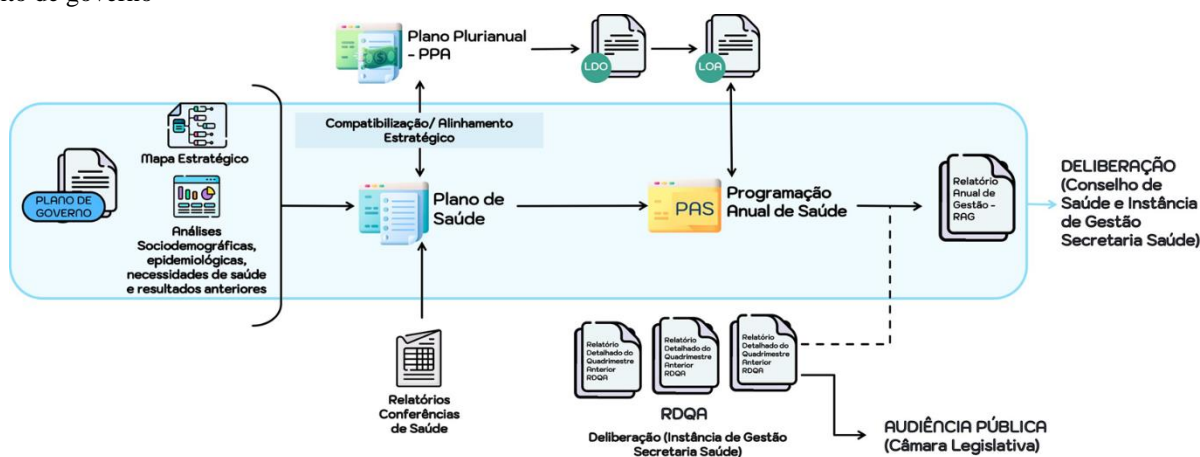 ito de governo
Plano Plurianual
- PPA
LDO
LOA
Compatibilização/ Alinhamento
Estratégico
Mapa Estratégico
PLANO DE
GOVERNO
Análises
Sociodemográficas,
epidemiológicas,
necessidades de saúde
e resultados anteriores
Plano de
Saúde
PAS
Programação
Anual de Saúde
Relatório
Anual de
Gestão -
RAG
DELIBERAÇÃO
(Conselho de
Saúde e Instância
de Gestão
Secretaria Saúde)
Relatórios
Conferências
de Saúde
Relatório
Detalhado do
Quadrimestre
Anterior
RDQA
Relatório
Detalhado do
Quadrimestre
Anterior
RDQA
Relatório
Detalhado do
Quadrimestre
Anterior
RDQA
RDQA
Deliberação (Instância de Gestão
Secretaria Saúde)
AUDIÊNCIA PÚBLICA
(Câmara Legislativa)